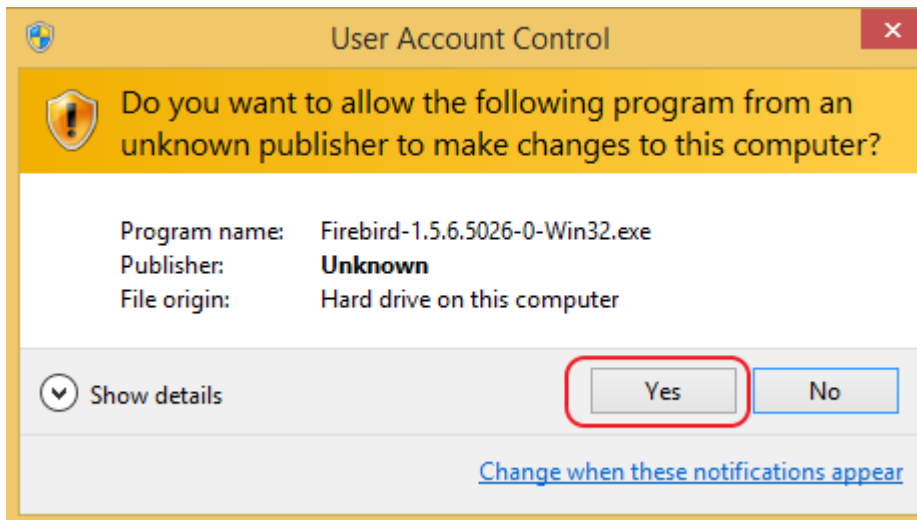 User Account Control
Do you want to allow the following program from an
unknown publisher to make changes to this computer?
Program name: Firebird-1.5.6.5026-0-Win32.exe
Publisher: Unknown
File origin: Hard drive on this computer
Show details
Yes
No
Change when these notifications appear